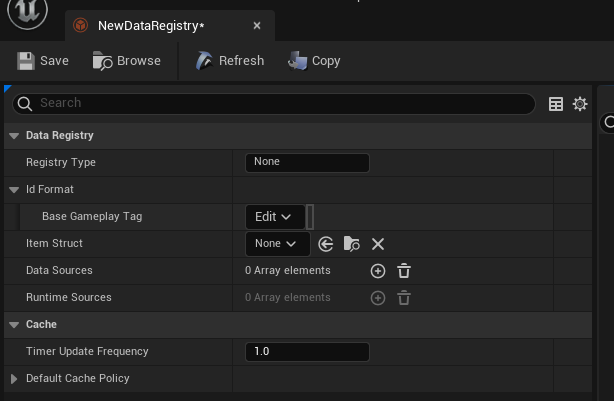 NewDataRegistry*
Save Browse Refresh Copy
Search
Data Registry
Registry Type None
Id Format
Base Gameplay Tag Edit
Item Struct None
Data Sources 0 Array elements
Runtime Sources 0 Array elements
Cache
Timer Update Frequency 1.0
Default Cache Policy